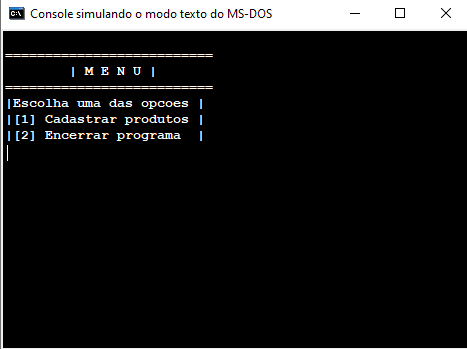 Console simulando o modo texto do MS-DOS
==========================
| M E N U |
==========================
|Escolha uma das opcoes |
|[1] Cadastrar produtos |
|[2] Encerrar programa |